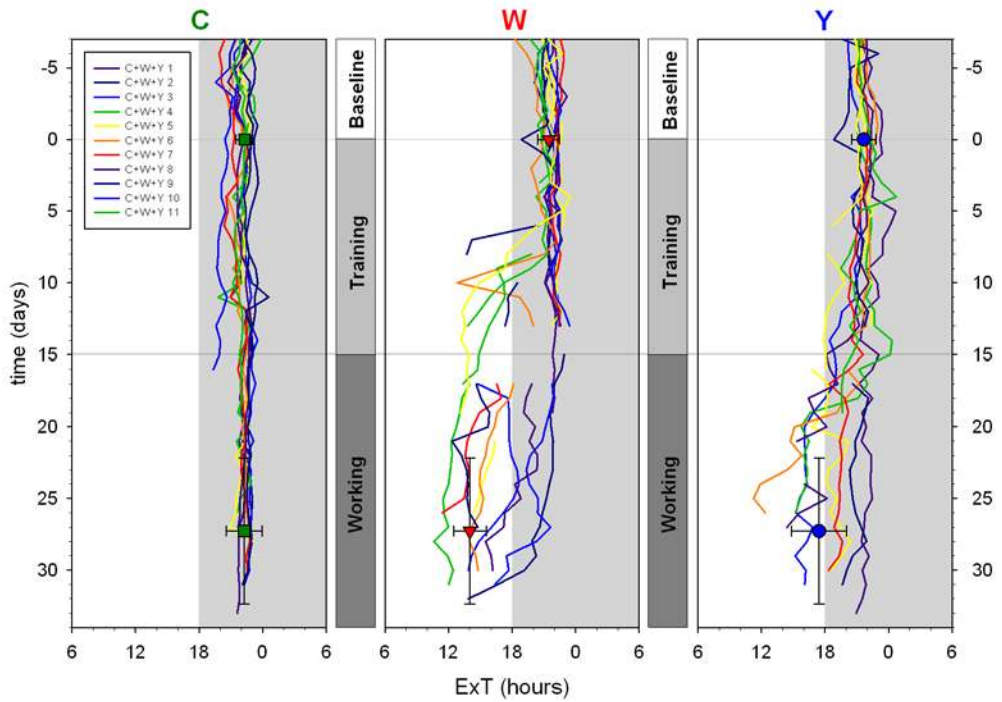 C W Y
-5 Baseline Baseline -5
0 0
5 5
10 Training Training 10
15 15
20 20
25 Working Working 25
30 30
C+W+Y 1
C+W+Y 2
C+W+Y 3
C+W+Y 4
C+W+Y 5
C+W+Y 6
C+W+Y 7
C+W+Y 8
C+W+Y 9
C+W+Y 10
C+W+Y 11
time (days)
6 12 18 0 6 6 12 18 0 6 6 12 18 0 6
ExT (hours)